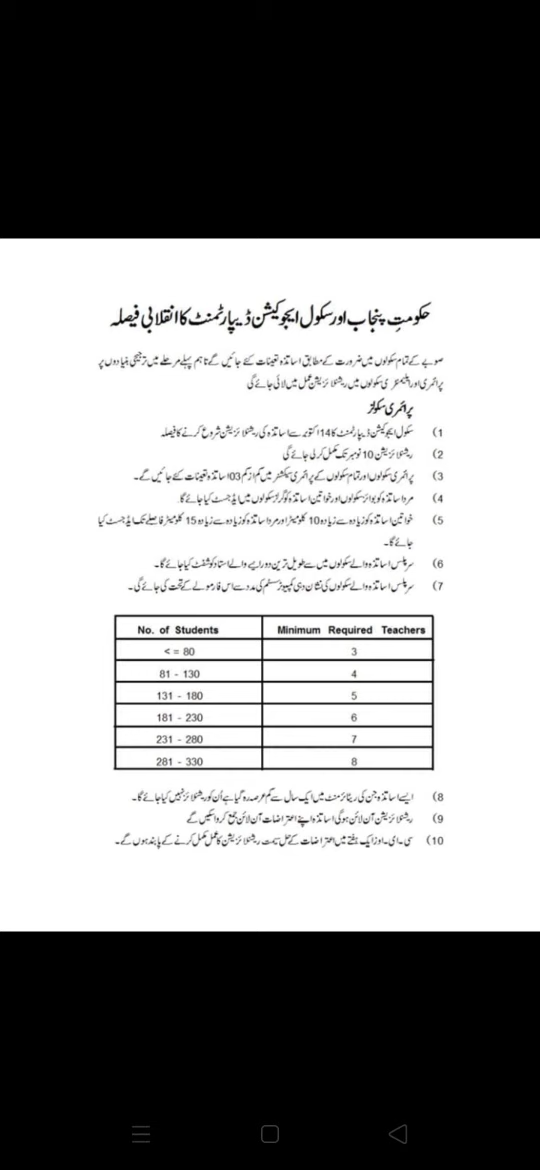 حکومتِ پنجاب اور سکول ایجوکیشن ڈیپارٹمنٹ کا انقلابی فیصلہ
صوبے کے تمام سکولوں میں ضرورت کے مطابق اساتذہ تعینات کئے جائیں گے تاہم پہلے مرحلے میں ترجیحی بنیادوں پر
پرائمری اور ایلیمنٹری سکولوں میں ریشنلائزیشن عمل میں لائی جائے گی
پرائمری سکولز
(1 سکول ایجوکیشن ڈیپارٹمنٹ کا 14 اکتوبر سے اساتذہ کی ریشنلائزیشن شروع کرنے کا فیصلہ
(2 ریشنلائزیشن 10 نومبر تک مکمل کر لی جائے گی
(3 پرائمری سکولوں اور تمام سکولوں کے پرائمری سیکشنز میں کم از کم 03 اساتذہ تعینات کئے جائیں گے۔
(4 مرد اساتذہ کو بوائز سکولوں اور خواتین اساتذہ کو گرلز سکولوں میں ایڈجسٹ کیا جائے گا
(5 خواتین اساتذہ کو زیادہ سے زیادہ 10 کلومیٹر اور مرد اساتذہ کو زیادہ سے زیادہ 15 کلومیٹر فاصلے تک ایڈجسٹ کیا
جائے گا۔
(6 سرپلس اساتذہ والے سکولوں میں سے طویل ترین دورانیے والے استاد کو شفٹ کیا جائے گا۔
(7 سرپلس اساتذہ والے سکولوں کی نشان دہی کمپیوٹر سسٹم کی مدد سے اس فارمولے کے تحت کی جائے گی۔
No. of Students Minimum Required Teachers
< = 80 3
81 - 130 4
131 - 180 5
181 - 230 6
231 - 280 7
281 - 330 8
(8 ایسے اساتذہ جن کی ریٹائرمنٹ میں ایک سال سے کم عرصہ رہ گیا ہے اُن کو ریشنلائز نہیں کیا جائے گا۔
(9 ریشنلائزیشن آن لائن ہوگی اساتذہ اپنے اعتراضات آن لائن جمع کروا سکیں گے
(10 سی۔ای۔اوز ایک ہفتے میں اعتراضات کے حل سمیت ریشنلائزیشن کا عمل مکمل کرنے کے پابند ہوں گے۔